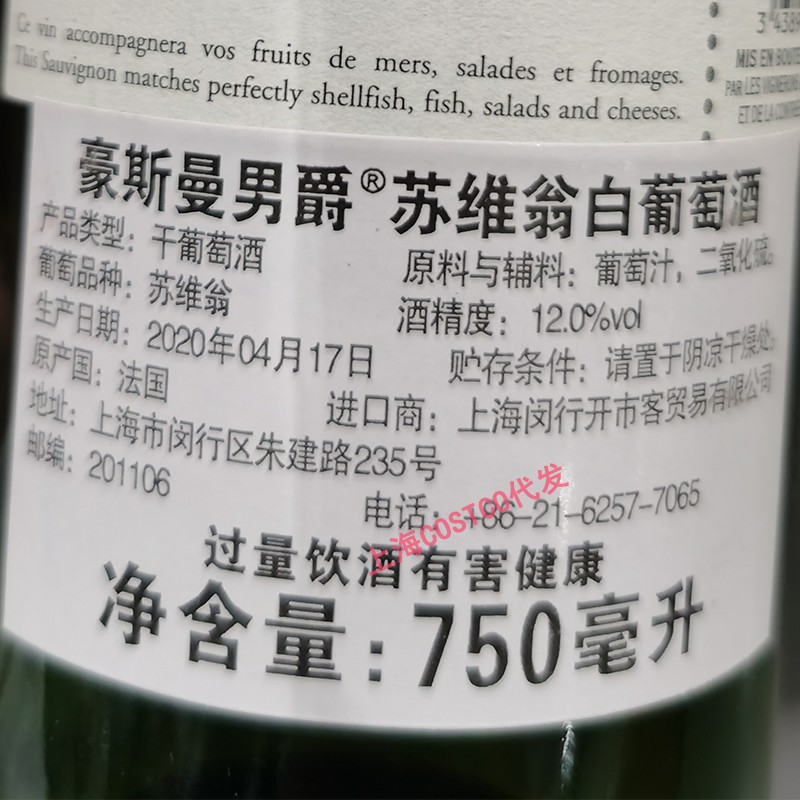 Ce vin accompagnera vos fruits de mers, salades et fromages.
This Sauvignon matches perfectly shellfish, fish, salads and cheeses.
MIS EN BOUTE
PAR LES VIGNERONS
ET DE LA CONFRE
豪斯曼男爵®苏维翁白葡萄酒
产品类型：干葡萄酒
原料与辅料：葡萄汁，二氧化硫。
葡萄品种：苏维翁
酒精度：12.0%vol
生产日期：2020年04月17日
贮存条件：请置于阴凉干燥处。
原产国：法国
进口商：上海闵行开市客贸易有限公司
地址：上海市闵行区朱建路235号
邮编：201106
电话：+86-21-6257-7065
上海COSTCO代发
过量饮酒有害健康
净含量：750毫升